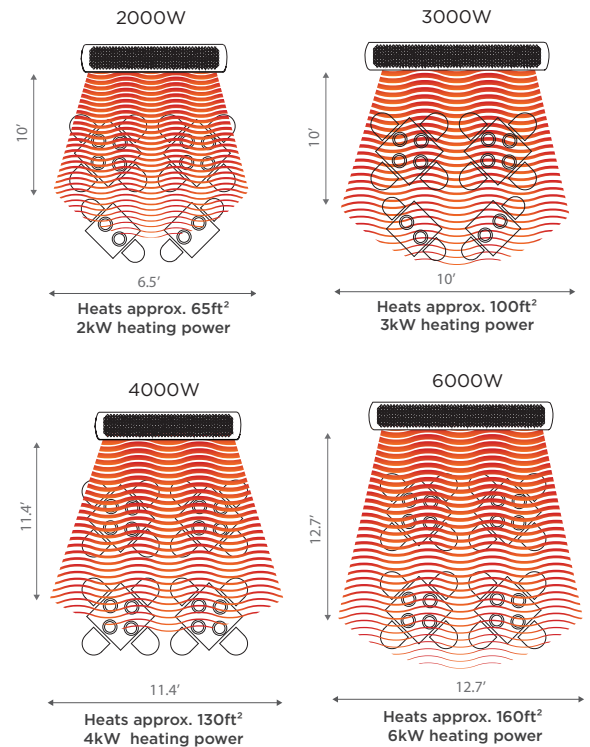 2000W
10'
6.5'
Heats approx. 65ft²
2kW heating power
3000W
10'
10'
Heats approx. 100ft²
3kW heating power
4000W
11.4'
11.4'
Heats approx. 130ft²
4kW heating power
6000W
12.7'
12.7'
Heats approx. 160ft²
6kW heating power